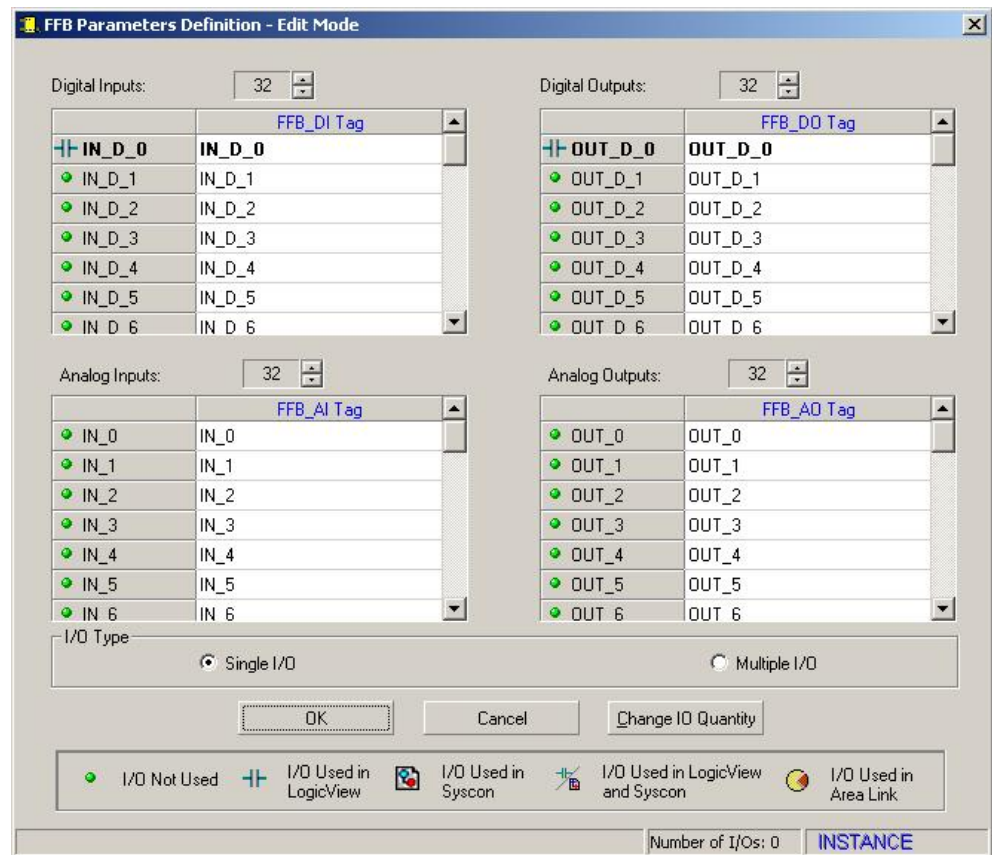 FFB Parameters Definition - Edit Mode
Digital Inputs: 32
Digital Outputs: 32
FFB_DI Tag
FFB_DO Tag
IN_D_0 IN_D_0
OUT_D_0 OUT_D_0
IN_D_1 IN_D_1
OUT_D_1 OUT_D_1
IN_D_2 IN_D_2
OUT_D_2 OUT_D_2
IN_D_3 IN_D_3
OUT_D_3 OUT_D_3
IN_D_4 IN_D_4
OUT_D_4 OUT_D_4
IN_D_5 IN_D_5
OUT_D_5 OUT_D_5
IN_D_6 IN_D_6
OUT_D_6 OUT_D_6
Analog Inputs: 32
Analog Outputs: 32
FFB_AI Tag
FFB_AO Tag
IN_0 IN_0
OUT_0 OUT_0
IN_1 IN_1
OUT_1 OUT_1
IN_2 IN_2
OUT_2 OUT_2
IN_3 IN_3
OUT_3 OUT_3
IN_4 IN_4
OUT_4 OUT_4
IN_5 IN_5
OUT_5 OUT_5
IN_6 IN_6
OUT_6 OUT_6
I/O Type
Single I/O
Multiple I/O
OK
Cancel
Change IO Quantity
I/O Not Used
I/O Used in
LogicView
I/O Used in
Syscon
I/O Used in LogicView
and Syscon
I/O Used in
Area Link
Number of I/Os: 0
INSTANCE